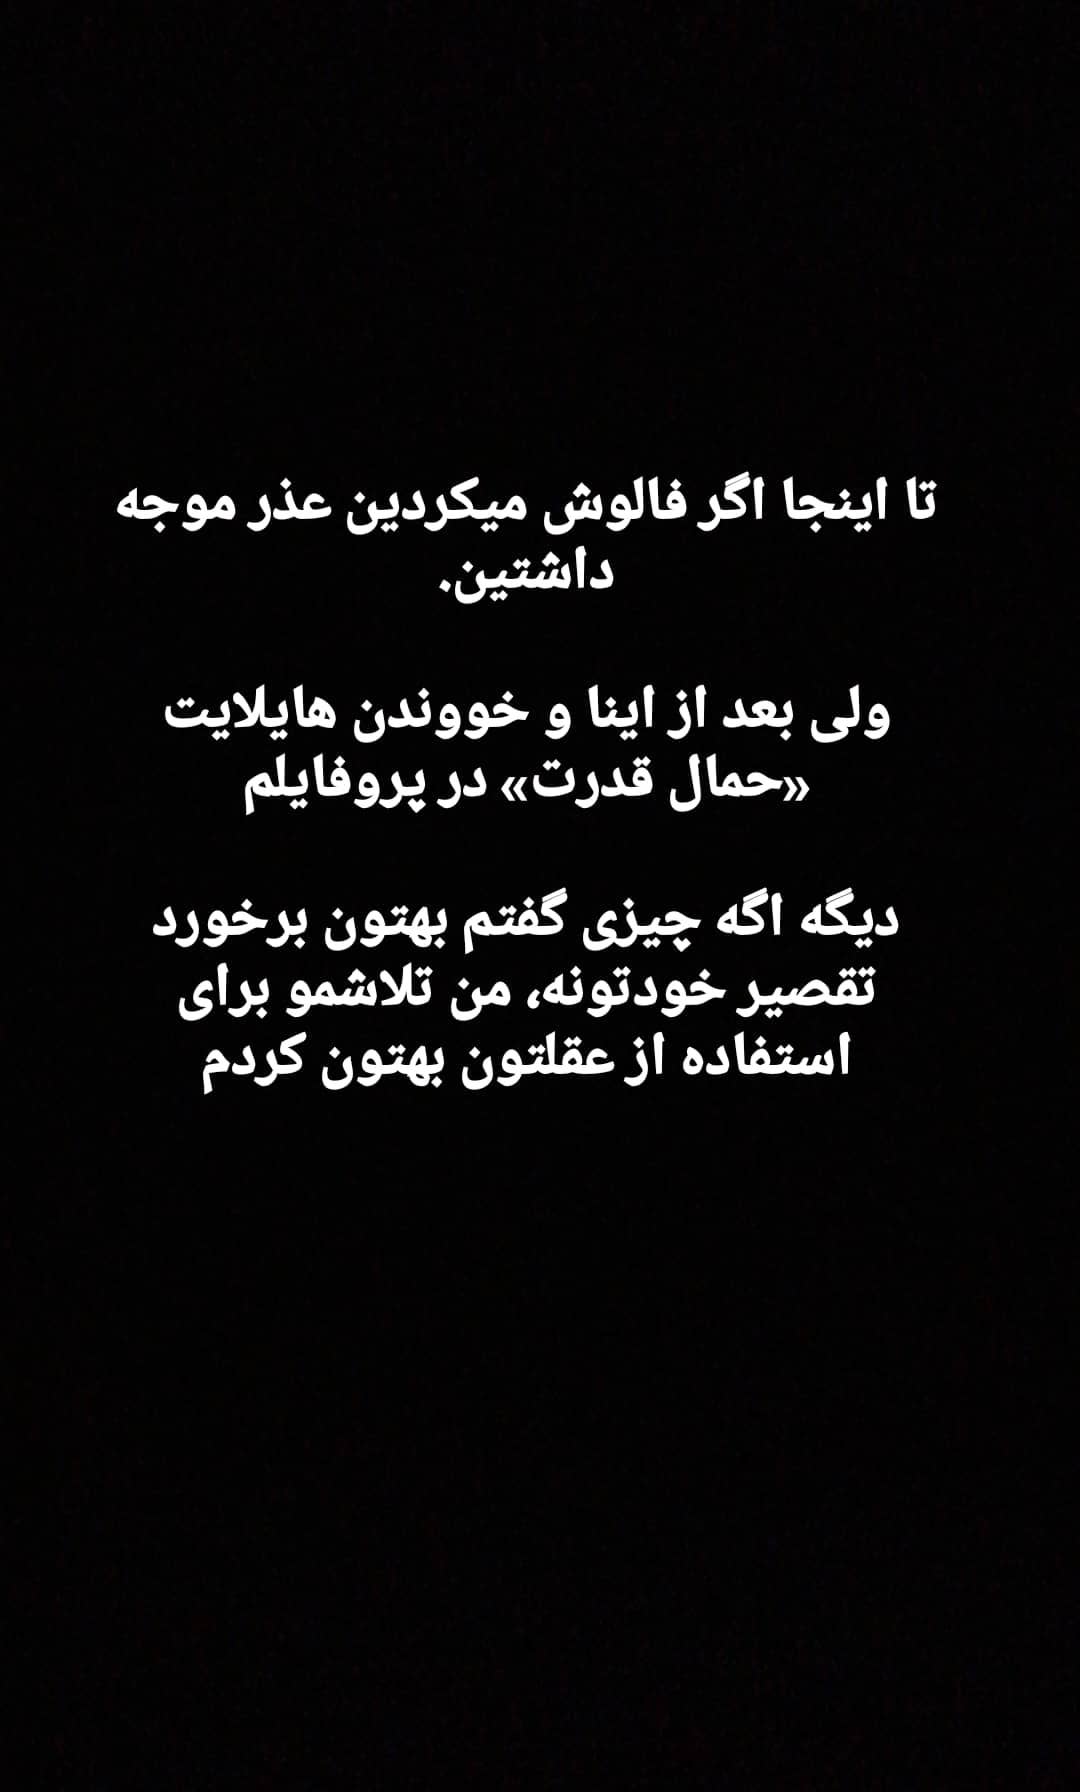 تا اینجا اگر فالوش میکردین عذر موجه
داشتین.
ولی بعد از اینا و خووندن هایلایت
«حمال قدرت» در پروفایلم
دیگه اگه چیزی گفتم بهتون برخورد
تقصیر خودتونه، من تلاشمو برای
استفاده از عقلتون بهتون کردم